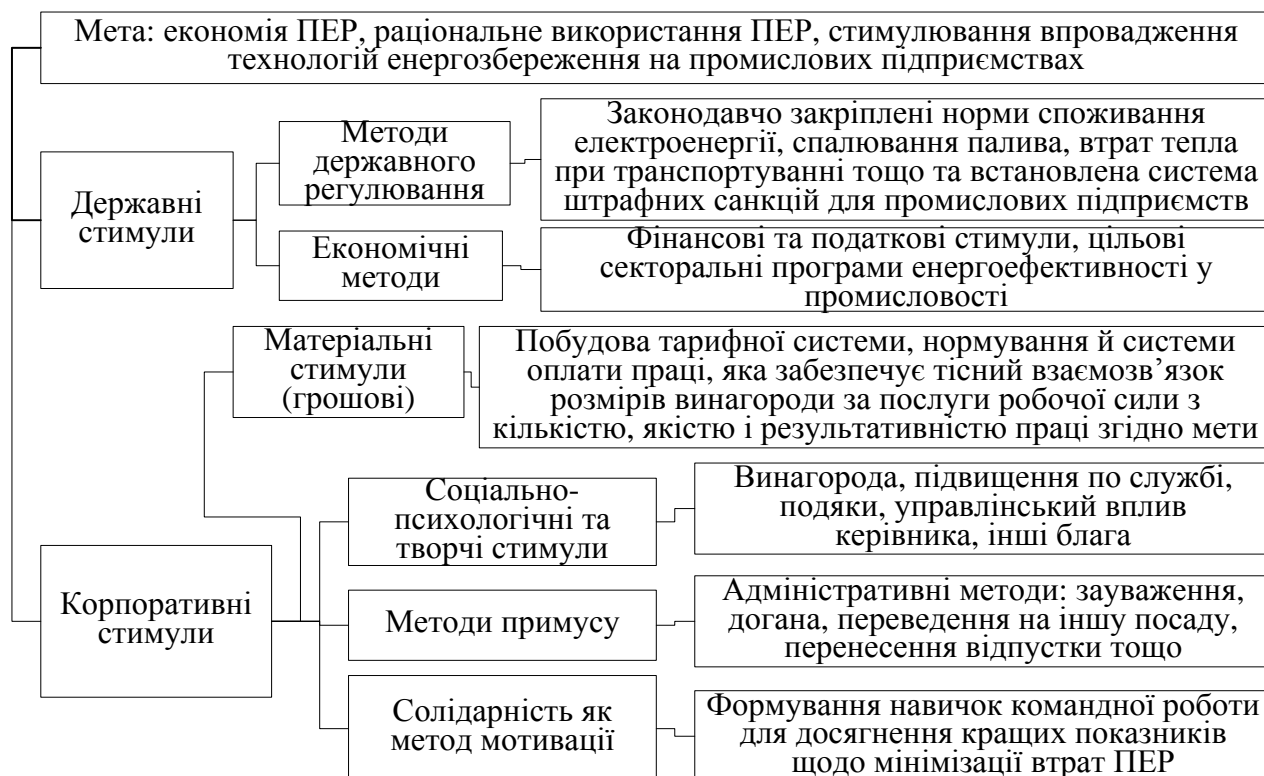 Мета: економія ПЕР, раціональне використання ПЕР, стимулювання впровадження
технологій енергозбереження на промислових підприємствах
Державні
стимули
Методи
державного
регулювання
Законодавчо закріплені норми споживання
електроенергії, спалювання палива, втрат тепла
при транспортуванні тощо та встановлена система
штрафних санкцій для промислових підприємств
Економічні
методи
Фінансові та податкові стимули, цільові
секторальні програми енергоефективності у
промисловості
Матеріальні
стимули
(грошові)
Побудова тарифної системи, нормування й системи
оплати праці, яка забезпечує тісний взаємозв’язок
розмірів винагороди за послуги робочої сили з
кількістю, якістю і результативністю праці згідно мети
Корпоративні
стимули
Соціально-
психологічні та
творчі стимули
Винагорода, підвищення по службі,
подяки, управлінський вплив
керівника, інші блага
Методи примусу
Адміністративні методи: зауваження,
догана, переведення на іншу посаду,
перенесення відпустки тощо
Солідарність як
метод мотивації
Формування навичок командної роботи
для досягнення кращих показників
щодо мінімізації втрат ПЕР